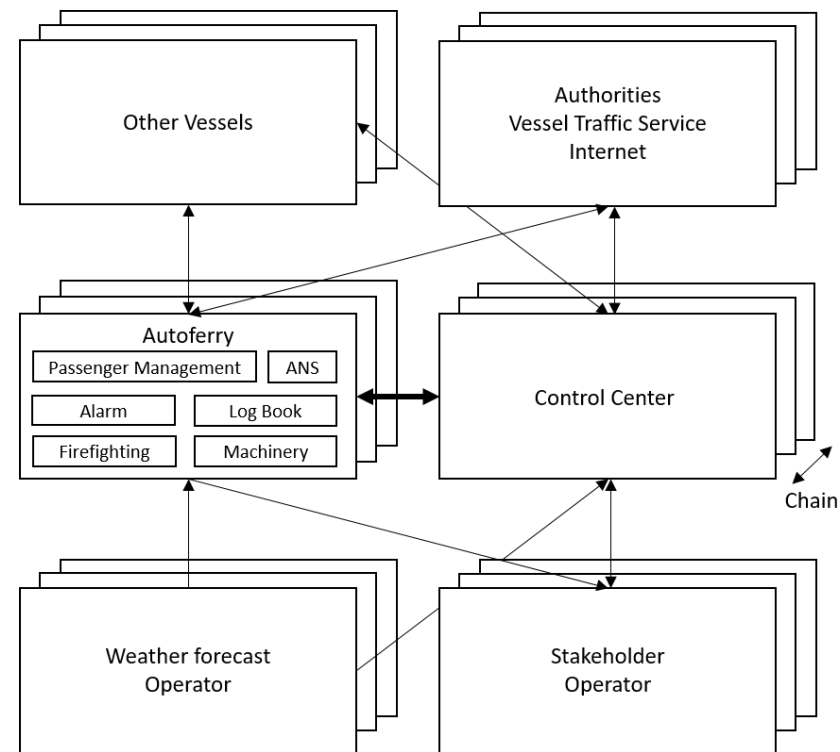 Other Vessels
Authorities
Vessel Traffic Service
Internet
Autoferry
Passenger Management
ANS
Alarm
Log Book
Firefighting
Machinery
Control Center
Chain
Weather forecast
Operator
Stakeholder
Operator